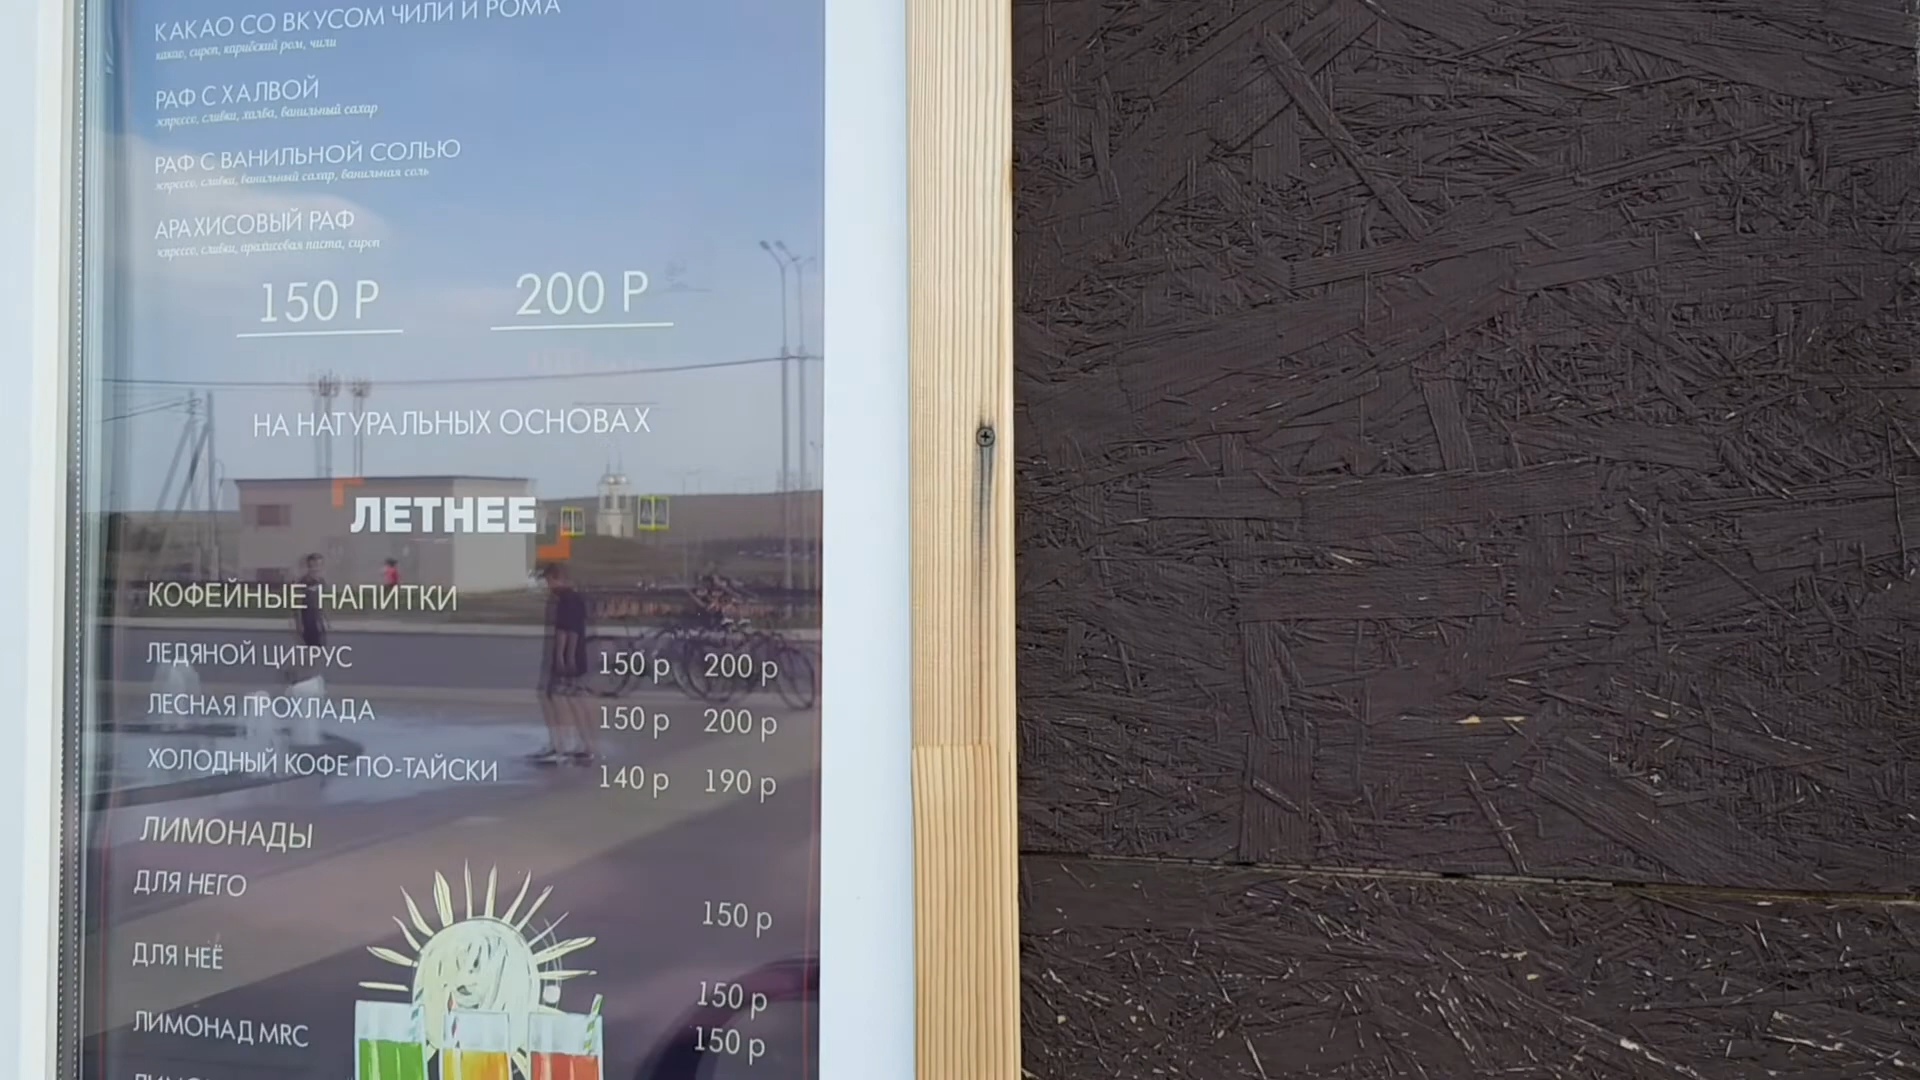 КАКАО СО ВКУСОМ ЧИЛИ И РОМА
какао, сироп, карибский ром, чили
РАФ С ХАЛВОЙ
эспрессо, сливки, халва, ванильный сахар
РАФ С ВАНИЛЬНОЙ СОЛЬЮ
эспрессо, сливки, ванильный сахар, ванильная соль
АРАХИСОВЫЙ РАФ
эспрессо, сливки, арахисовая паста, сироп
150 Р 200 Р
НА НАТУРАЛЬНЫХ ОСНОВАХ
ЛЕТНЕЕ
КОФЕЙНЫЕ НАПИТКИ
ЛЕДЯНОЙ ЦИТРУС 150 р 200 р
ЛЕСНАЯ ПРОХЛАДА 150 р 200 р
ХОЛОДНЫЙ КОФЕ ПО-ТАЙСКИ 140 р 190 р
ЛИМОНАДЫ
ДЛЯ НЕГО 150 р
ДЛЯ НЕЁ 150 р
ЛИМОНАД MRC 150 р